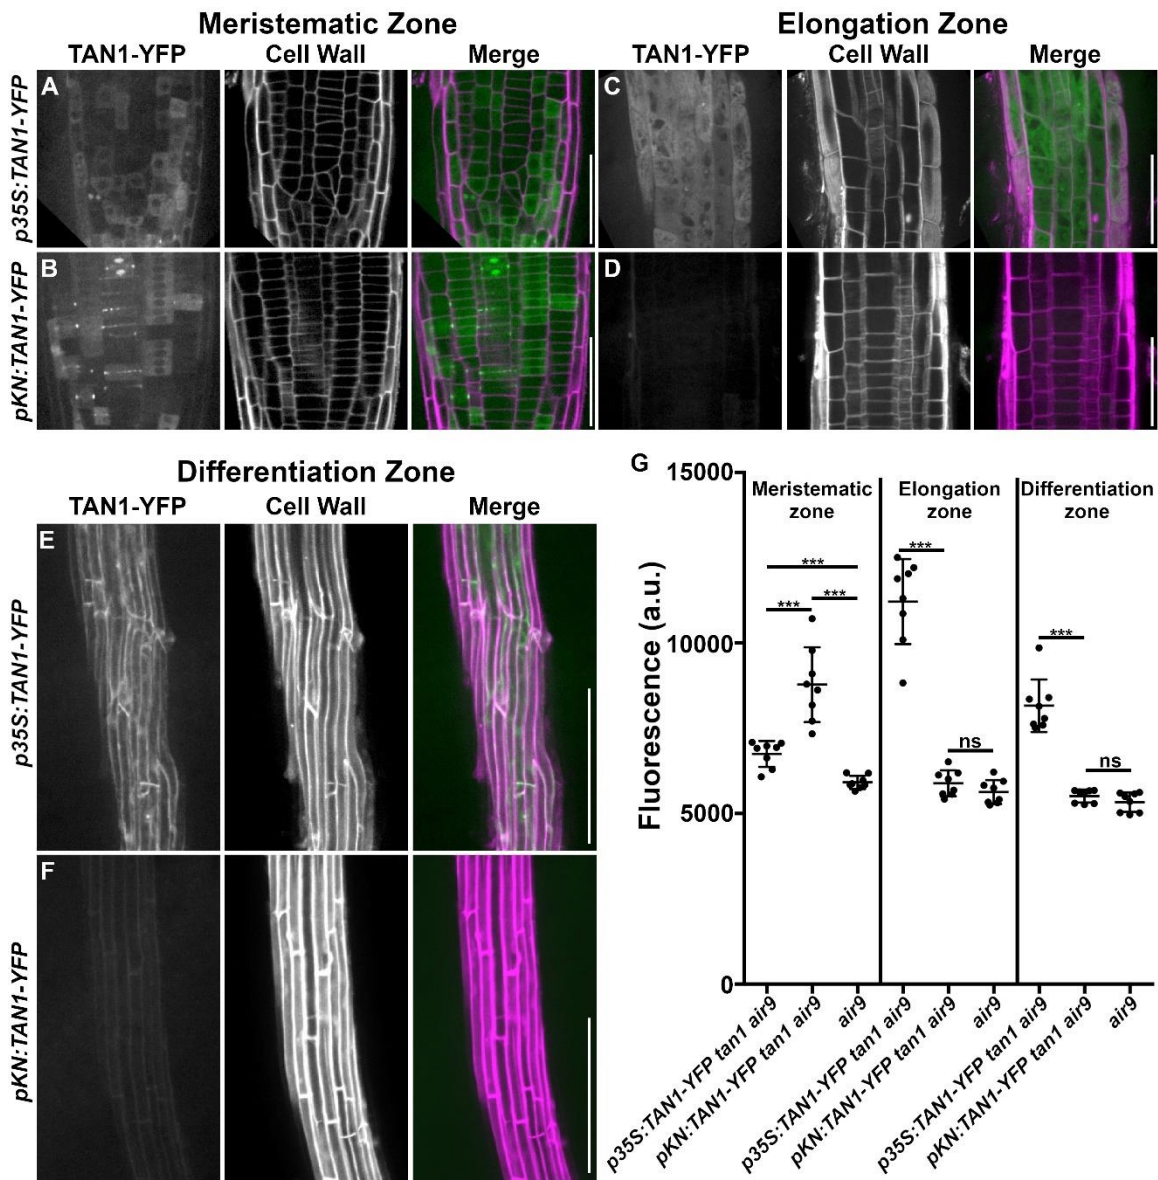 Meristematic Zone
Elongation Zone
TAN1-YFP Cell Wall Merge TAN1-YFP Cell Wall Merge
p35S:TAN1-YFP
A
C
pKN:TAN1-YFP
B
D
Differentiation Zone
TAN1-YFP Cell Wall Merge
p35S:TAN1-YFP
E
pKN:TAN1-YFP
F
G
Fluorescence (a.u.)
15000
10000
5000
0
Meristematic
zone
Elongation
zone
Differentiation
zone
***
***
***
***
ns
***
ns
p35S:TAN1-YFP tan1 air9
pKN:TAN1-YFP tan1 air9
air9
p35S:TAN1-YFP tan1 air9
pKN:TAN1-YFP tan1 air9
air9
p35S:TAN1-YFP tan1 air9
pKN:TAN1-YFP tan1 air9
air9